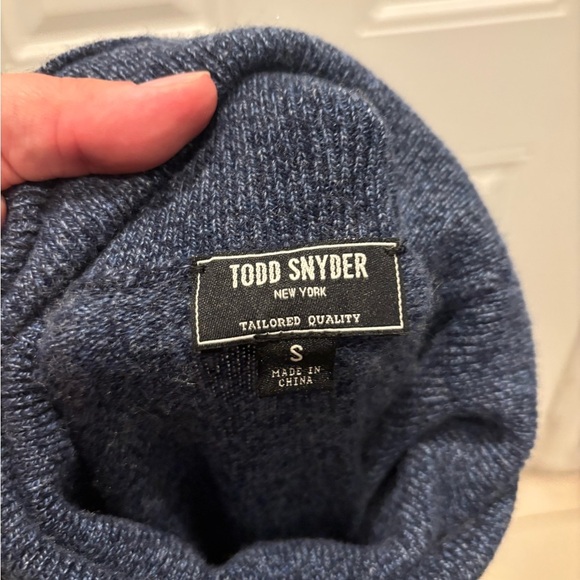 TODD SNYDER
NEW YORK
TAILORED QUALITY
S
MADE IN
CHINA